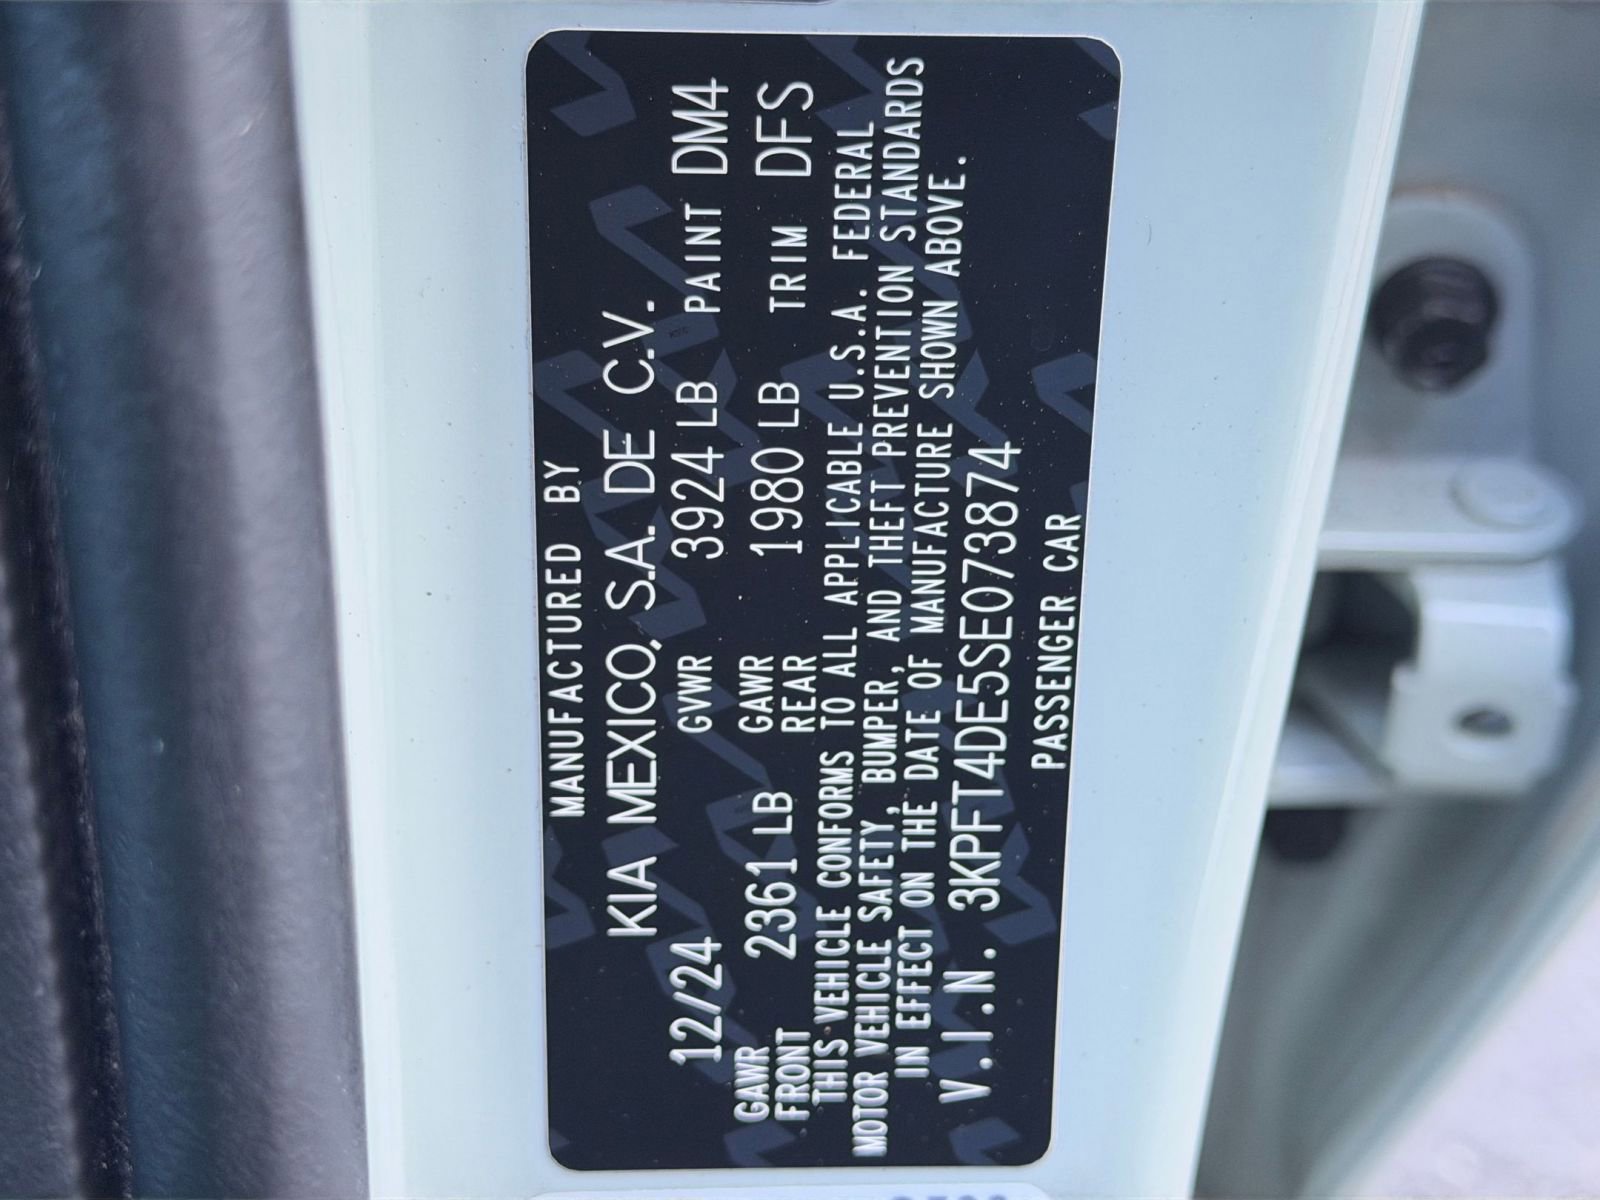 MANUFACTURED BY
KIA MEXICO, S.A. DE C.V.
12/24 GVWR 3924 LB PAINT DM4
GAWR FRONT 2361 LB GAWR REAR 1980 LB TRIM DFS
THIS VEHICLE CONFORMS TO ALL APPLICABLE U.S.A. FEDERAL
MOTOR VEHICLE SAFETY, BUMPER, AND THEFT PREVENTION STANDARDS
IN EFFECT ON THE DATE OF MANUFACTURE SHOWN ABOVE.
V.I.N. 3KPFT4DE5SE073874
PASSENGER CAR